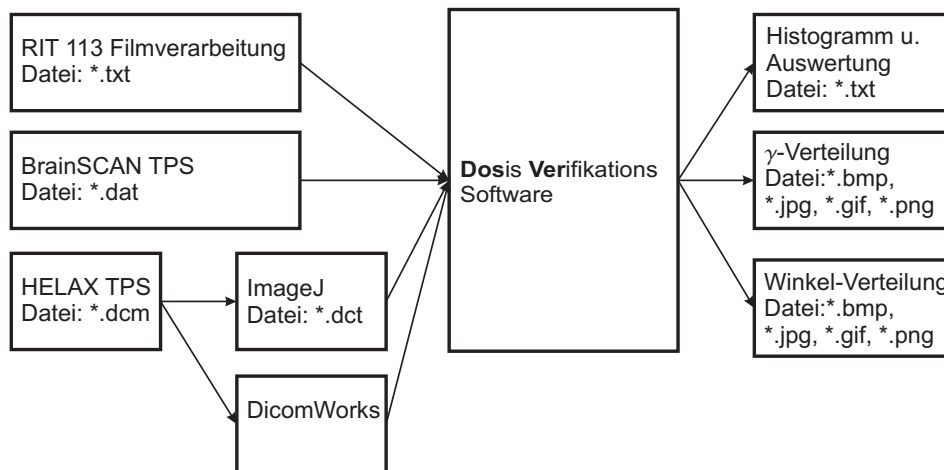 RIT 113 Filmverarbeitung
Datei: *.txt
BrainSCAN TPS
Datei: *.dat
HELAX TPS
Datei: *.dcm
ImageJ
Datei: *.dct
DicomWorks
Dosis Verifikations
Software
Histogramm u.
Auswertung
Datei: *.txt
γ-Verteilung
Datei:*.bmp,
*.jpg, *.gif, *.png
Winkel-Verteilung
Datei:*.bmp,
*.jpg, *.gif, *.png